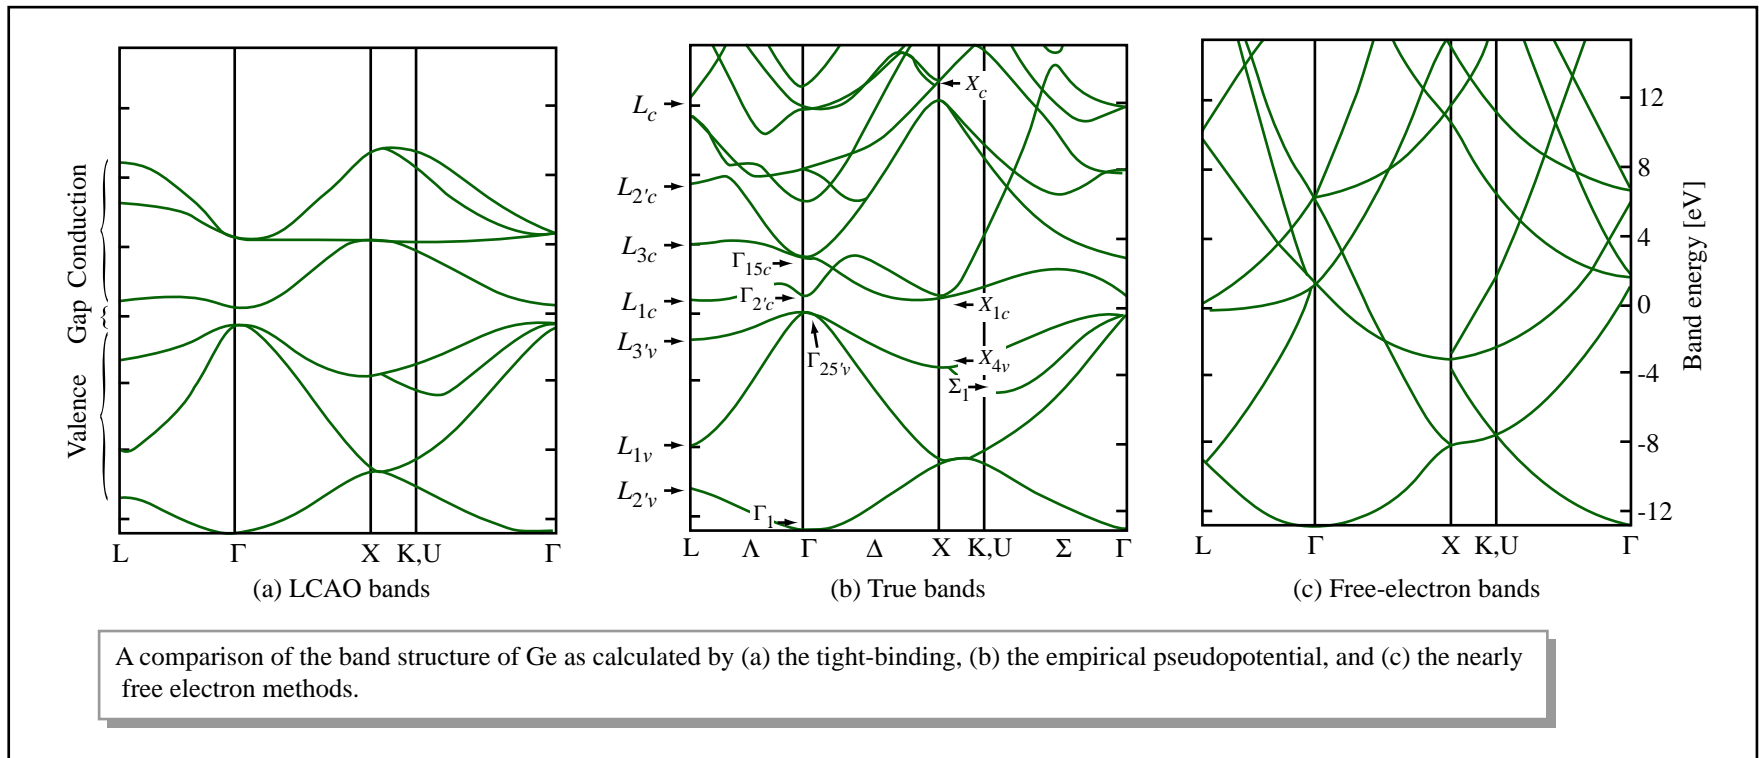 Valence Gap Conduction
L Γ X K,U Γ
(a) LCAO bands
L_c
L_2'c
L_3c
L_1c
L_3'v
L_1v
L_2'v
X_c
Γ_15c
Γ_2'c
X_1c
Γ_25'v
X_4v
Σ_1
Γ_1
L Λ Γ Δ X K,U Σ Γ
(b) True bands
12
8
4
0
-4
-8
-12
Band energy [eV]
L Γ X K,U Γ
(c) Free-electron bands
A comparison of the band structure of Ge as calculated by (a) the tight-binding, (b) the empirical pseudopotential, and (c) the nearly
free electron methods.